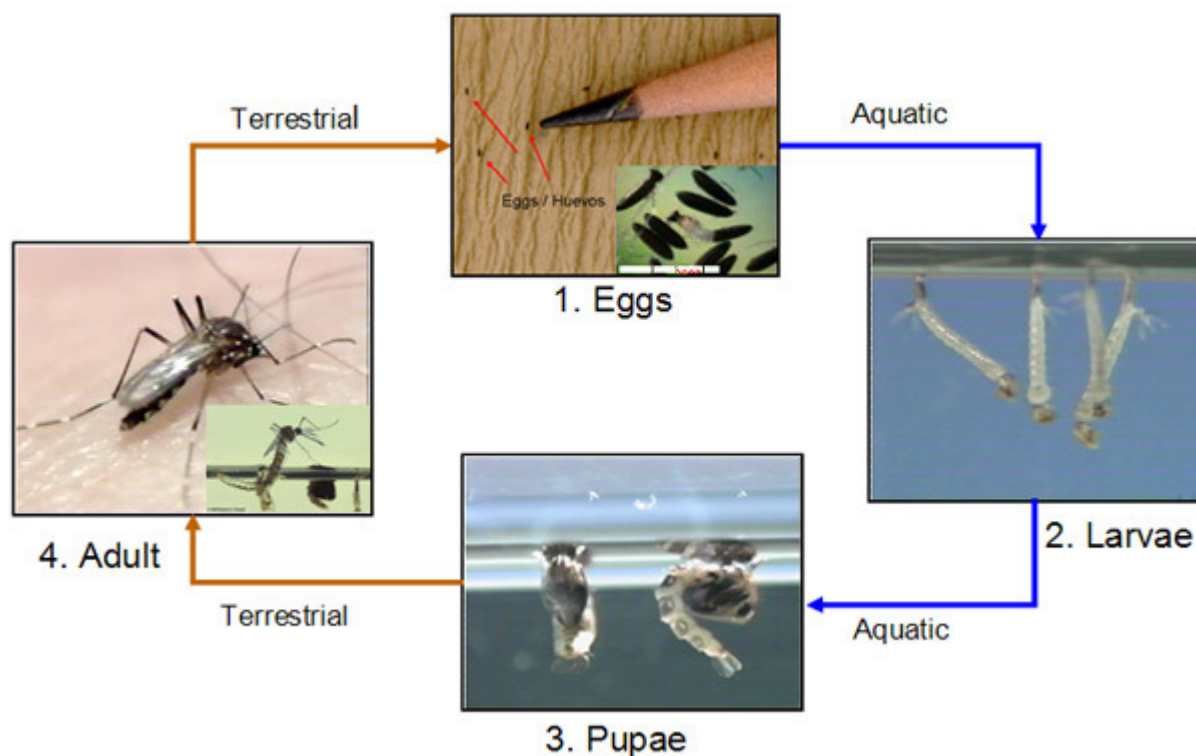 Terrestrial
Aquatic
Eggs / Huevos
1. Eggs
2. Larvae
4. Adult
Terrestrial
Aquatic
3. Pupae